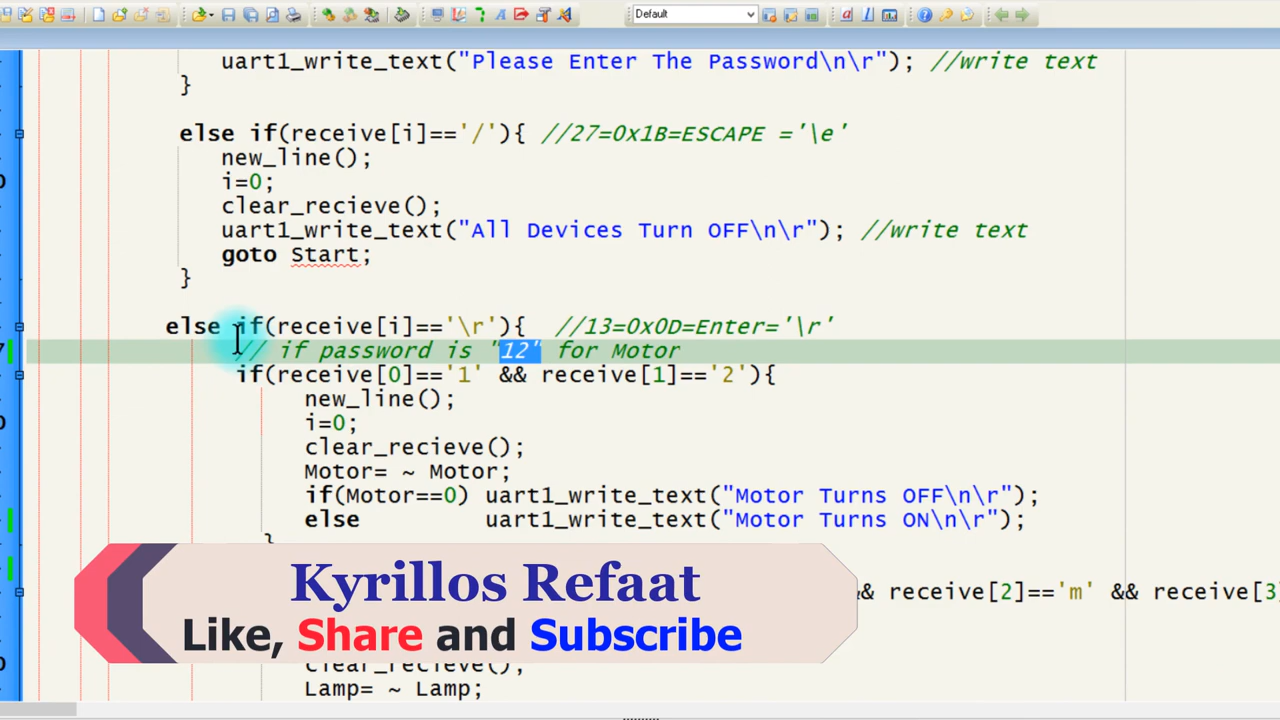 Default
uart1_write_text("Please Enter The Password\n\r"); //write text
}
else if(receive[i]=='/'){ //27=0x1B=ESCAPE ='\e'
new_line();
i=0;
clear_recieve();
uart1_write_text("All Devices Turn OFF\n\r"); //write text
goto Start;
}
else if(receive[i]=='\r'){ //13=0x0D=Enter='\r'
// if password is "12" for Motor
if(receive[0]=='1' && receive[1]=='2'){
new_line();
i=0;
clear_recieve();
Motor= ~ Motor;
if(Motor==0) uart1_write_text("Motor Turns OFF\n\r");
else uart1_write_text("Motor Turns ON\n\r");
}
&& receive[2]=='m' && receive[3
Kyrillos Refaat
Like, Share and Subscribe
clear_recieve();
Lamp= ~ Lamp;